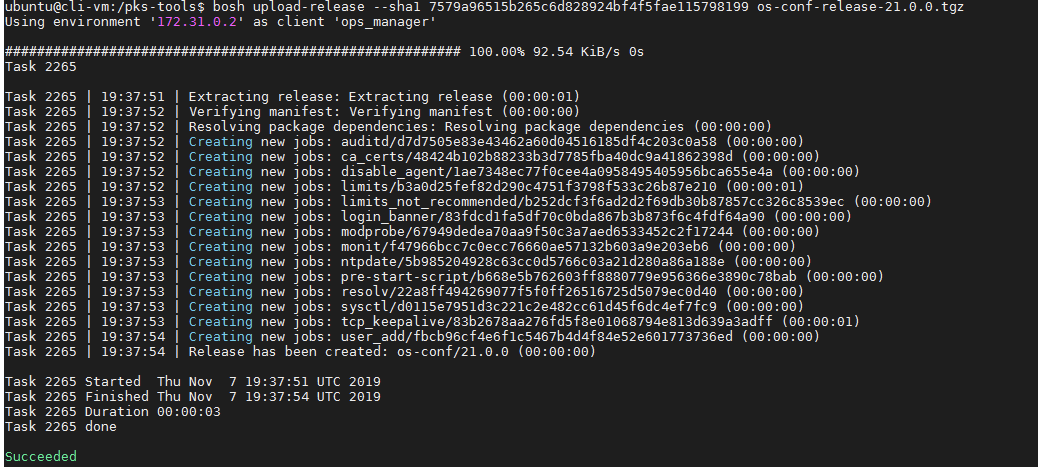 ubuntu@cli-vm:/pks-tools$ bosh upload-release --sha1 7579a96515b265c6d828924bf4f5fae115798199 os-conf-release-21.0.0.tgz
Using environment '172.31.0.2' as client 'ops_manager'
######################################################### 100.00% 92.54 KiB/s 0s
Task 2265
Task 2265 | 19:37:51 | Extracting release: Extracting release (00:00:01)
Task 2265 | 19:37:52 | Verifying manifest: Verifying manifest (00:00:00)
Task 2265 | 19:37:52 | Resolving package dependencies: Resolving package dependencies (00:00:00)
Task 2265 | 19:37:52 | Creating new jobs: auditd/d7d7505e83e43462a60d04516185df4c203c0a58 (00:00:00)
Task 2265 | 19:37:52 | Creating new jobs: ca_certs/48424b102b88233b3d7785fba40dc9a41862398d (00:00:00)
Task 2265 | 19:37:52 | Creating new jobs: disable_agent/1ae7348ec77f0cee4a0958495405956bca655e4a (00:00:00)
Task 2265 | 19:37:52 | Creating new jobs: limits/b3a0d25fef82d290c4751f3798f533c26b87e210 (00:00:01)
Task 2265 | 19:37:53 | Creating new jobs: limits_not_recommended/b252dcf3f6ad2d2f69db30b87857cc326c8539ec (00:00:00)
Task 2265 | 19:37:53 | Creating new jobs: login_banner/83fdcd1fa5df70c0bda867b3b873f6c4fdf64a90 (00:00:00)
Task 2265 | 19:37:53 | Creating new jobs: modprobe/67949dedea70aa9f50c3a7aed6533452c2f17244 (00:00:00)
Task 2265 | 19:37:53 | Creating new jobs: monit/f47966bcc7c0ecc76660ae57132b603a9e203eb6 (00:00:00)
Task 2265 | 19:37:53 | Creating new jobs: ntpdate/5b985204928c63cc0d5766c03a21d280a86a188e (00:00:00)
Task 2265 | 19:37:53 | Creating new jobs: pre-start-script/b668e5b762603ff8880779e956366e3890c78bab (00:00:00)
Task 2265 | 19:37:53 | Creating new jobs: resolv/22a8ff494269077f5f0ff26516725d5079ec0d40 (00:00:00)
Task 2265 | 19:37:53 | Creating new jobs: sysctl/d0115e7951d3c221c2e482cc61d45f6dc4ef7fc9 (00:00:00)
Task 2265 | 19:37:53 | Creating new jobs: tcp_keepalive/83b2678aa276fd5f8e01068794e813d639a3adff (00:00:01)
Task 2265 | 19:37:54 | Creating new jobs: user_add/fbcb96cf4e6f1c5467b4d4f84e52e601773736ed (00:00:00)
Task 2265 | 19:37:54 | Release has been created: os-conf/21.0.0 (00:00:00)
Task 2265 Started  Thu Nov  7 19:37:51 UTC 2019
Task 2265 Finished Thu Nov  7 19:37:54 UTC 2019
Task 2265 Duration 00:00:03
Task 2265 done
Succeeded